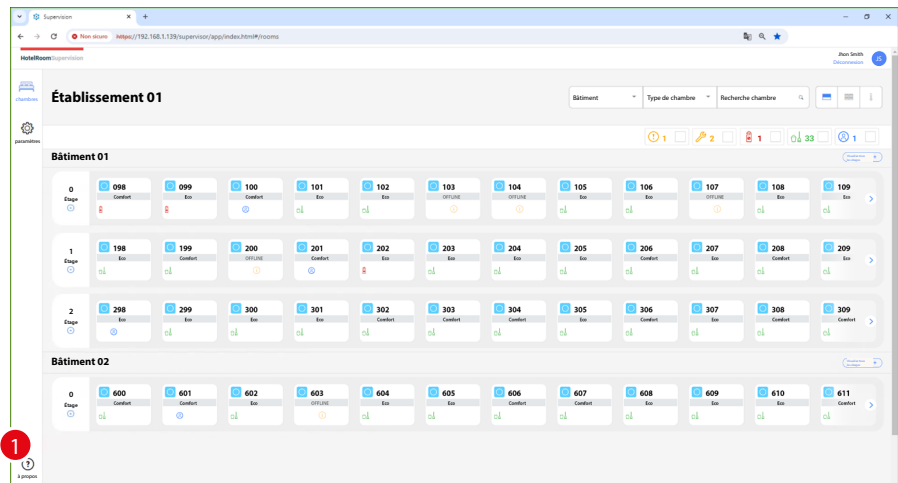 Supervision
Non sicuro https://192.168.1.139/supervisor/app/index.html#/rooms
HotelRoomSupervision
Jhon Smith
Déconnexion
JS
chambres
Établissement 01
Bâtiment
Type de chambre
Recherche chambre
paramètres
1 2 1 33 1
Bâtiment 01
0
Étage
098 099 100 101 102 103 104 105 106 107 108 109
Comfort Eco Comfort Eco Eco OFFLINE OFFLINE Eco Eco OFFLINE Eco Eco
1
Étage
198 199 200 201 202 203 204 205 206 207 208 209
Eco Comfort OFFLINE Comfort Eco Eco Eco Eco Comfort Eco Comfort Eco
2
Étage
298 299 300 301 302 303 304 305 306 307 308 309
Eco Eco Eco Eco Comfort Comfort Comfort Eco Comfort Eco Comfort Comfort
Bâtiment 02
0
Étage
600 601 602 603 604 605 606 607 608 609 610 611
Comfort Comfort Eco OFFLINE Eco Eco Comfort Comfort Eco Eco Eco Comfort
1
à propos